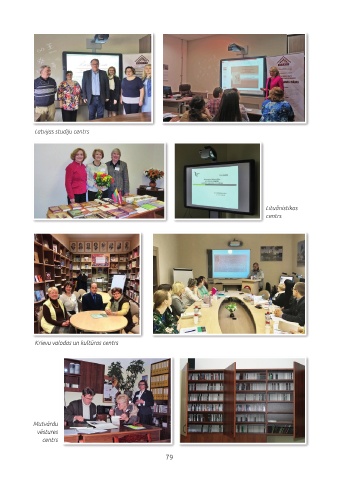 Latvijas studiju centrs
Lituānistikas
centrs
Krievu valodas un kultūras centrs
Mutvārdu
vēstures
centrs
79